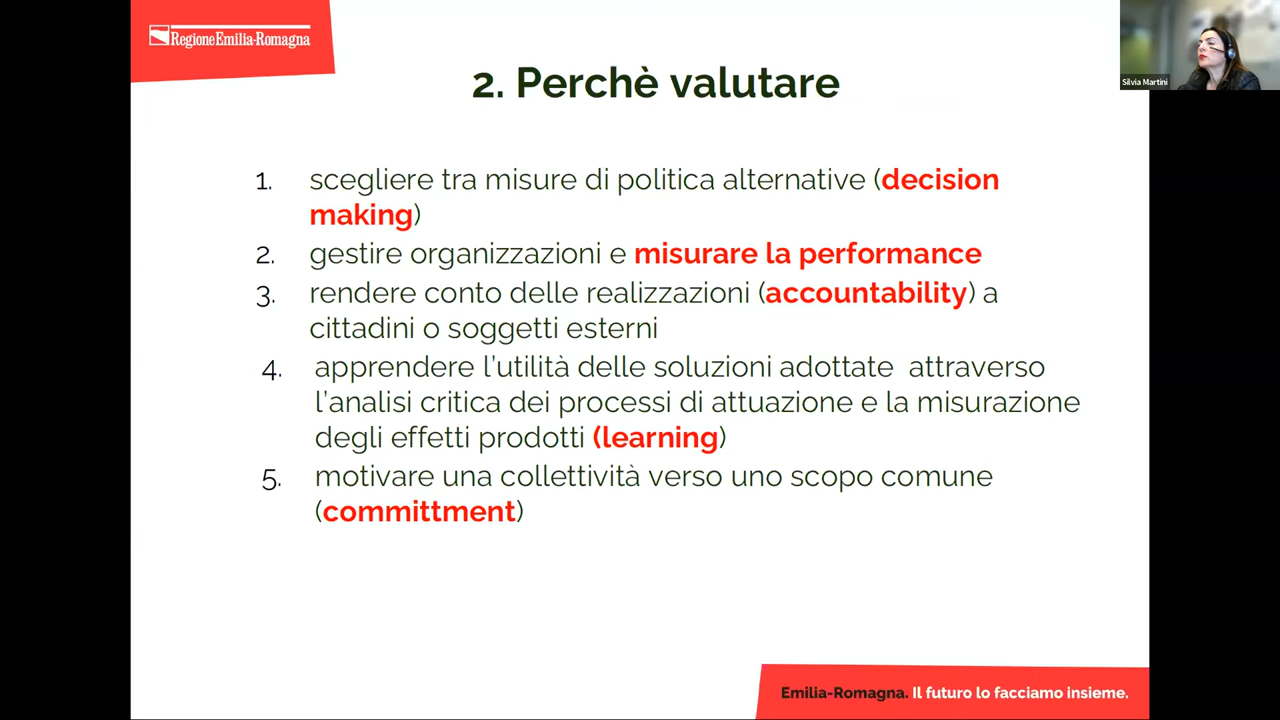 RegioneEmilia-Romagna
Silvia Martini
2. Perchè valutare
1. scegliere tra misure di politica alternative (decision
making)
2. gestire organizzazioni e misurare la performance
3. rendere conto delle realizzazioni (accountability) a
cittadini o soggetti esterni
4. apprendere l'utilità delle soluzioni adottate attraverso
l'analisi critica dei processi di attuazione e la misurazione
degli effetti prodotti (learning)
5. motivare una collettività verso uno scopo comune
(committment)
Emilia-Romagna. Il futuro lo facciamo insieme.